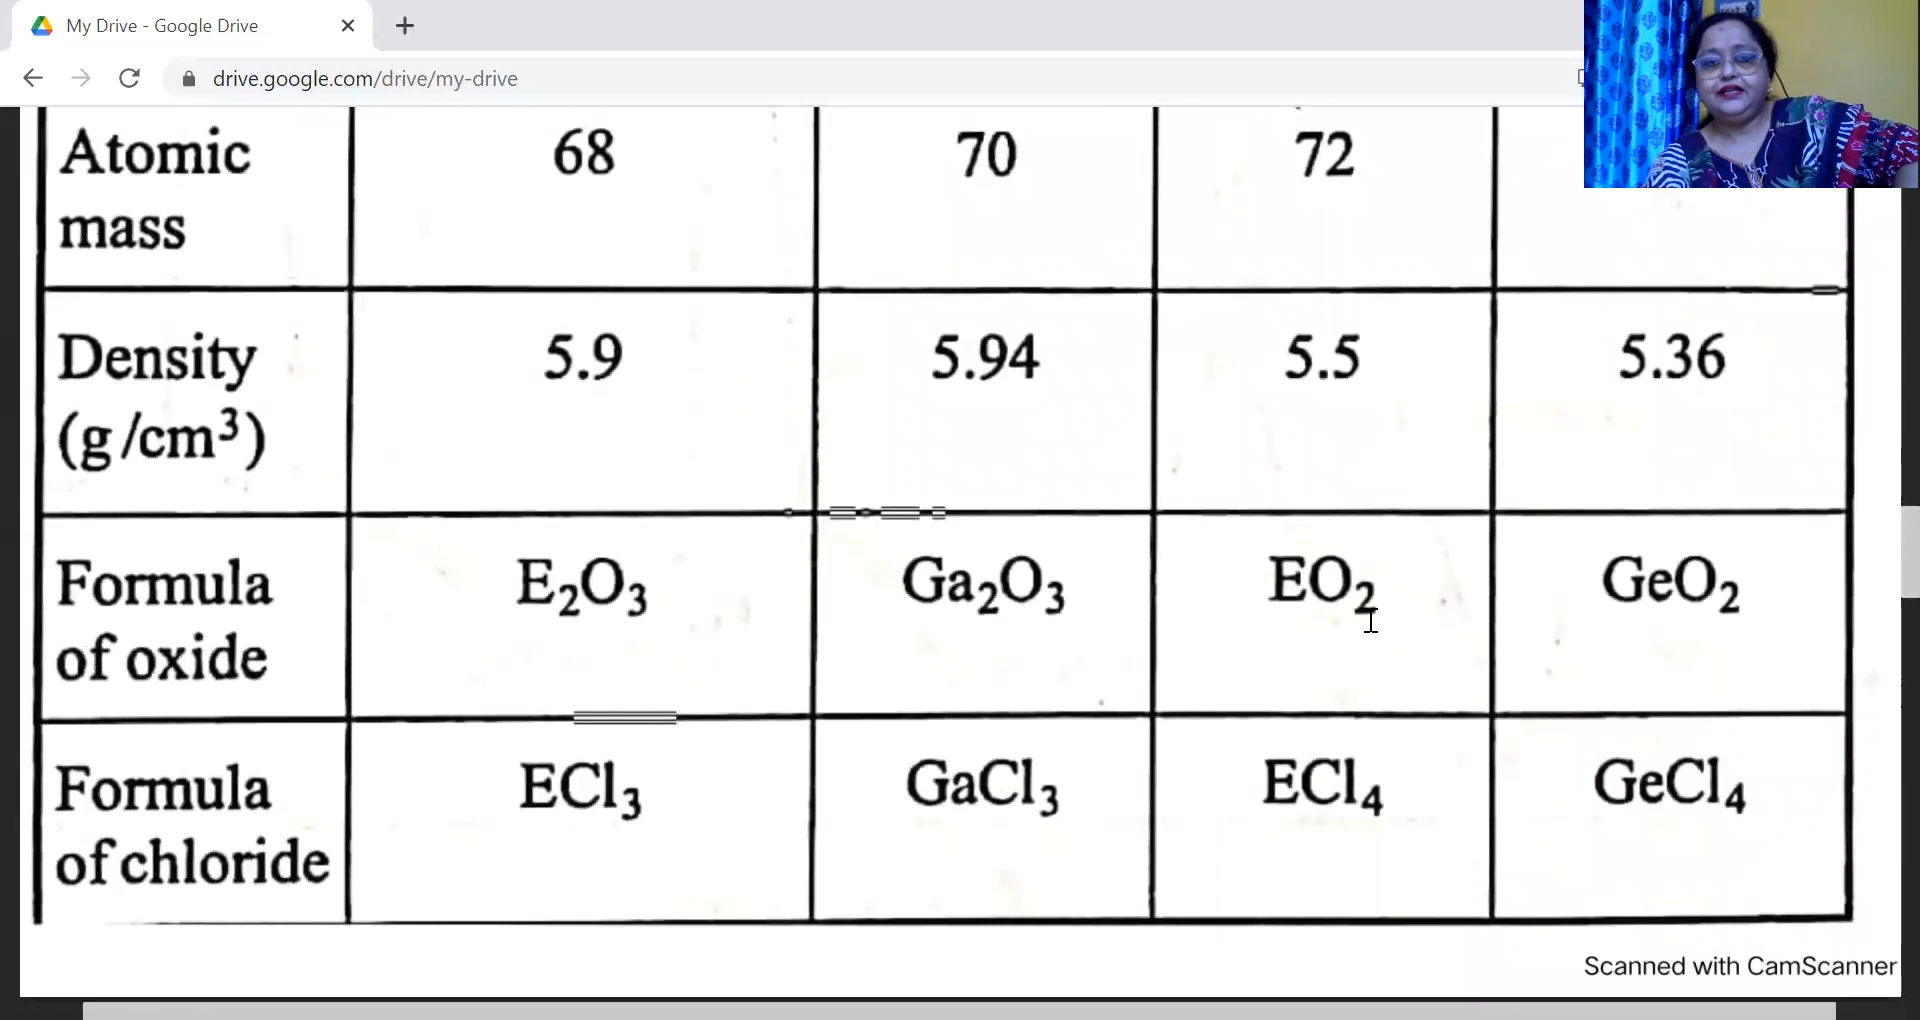 My Drive - Google Drive
drive.google.com/drive/my-drive
Atomic mass 68 70 72
Density (g/cm³) 5.9 5.94 5.5 5.36
Formula of oxide E₂O₃ Ga₂O₃ EO₂ GeO₂
Formula of chloride ECl₃ GaCl₃ ECl₄ GeCl₄
Scanned with CamScanner